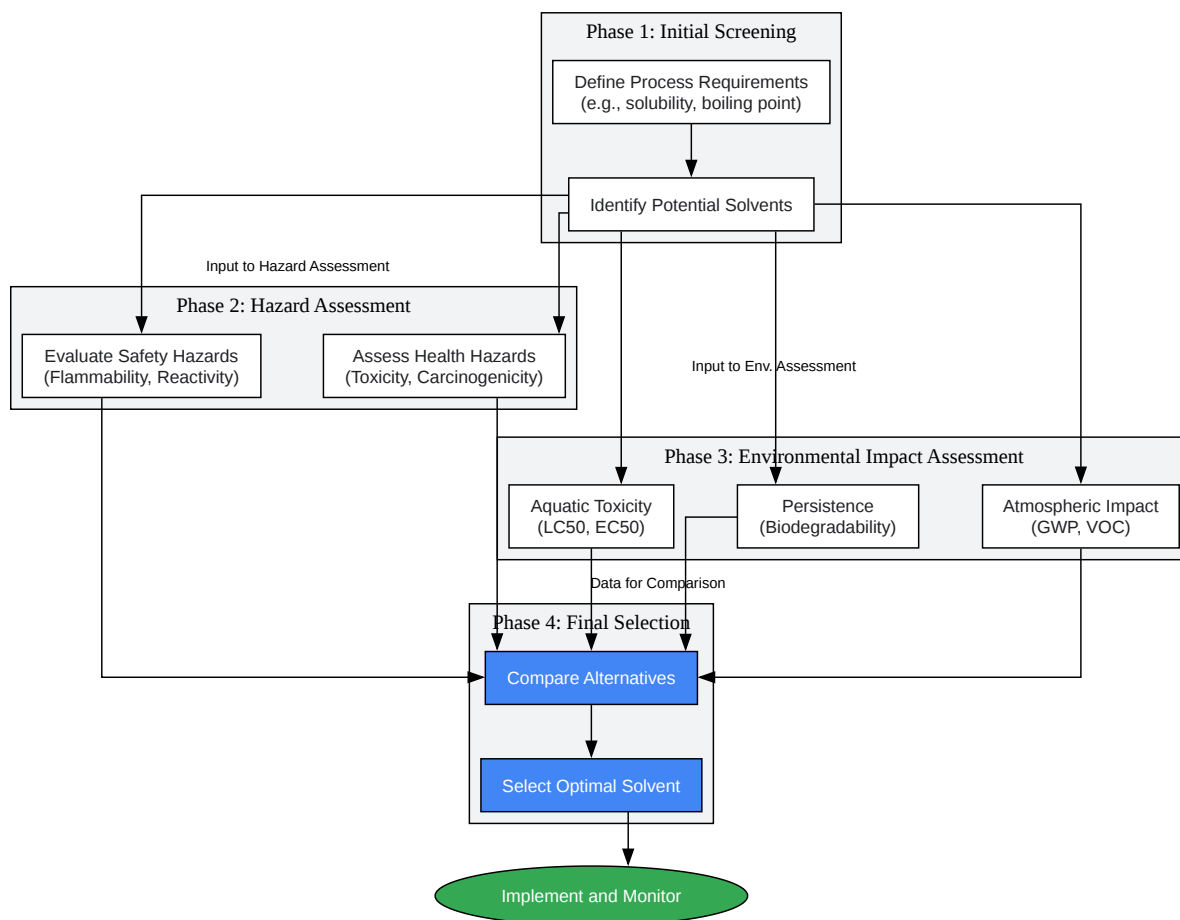 Phase 1: Initial Screening
Define Process Requirements
(e.g., solubility, boiling point)
Identify Potential Solvents
Input to Hazard Assessment
Phase 2: Hazard Assessment
Evaluate Safety Hazards
(Flammability, Reactivity)
Assess Health Hazards
(Toxicity, Carcinogenicity)
Input to Env. Assessment
Phase 3: Environmental Impact Assessment
Aquatic Toxicity
(LC50, EC50)
Persistence
(Biodegradability)
Atmospheric Impact
(GWP, VOC)
Data for Comparison
Phase 4: Final Selection
Compare Alternatives
Select Optimal Solvent
Implement and Monitor